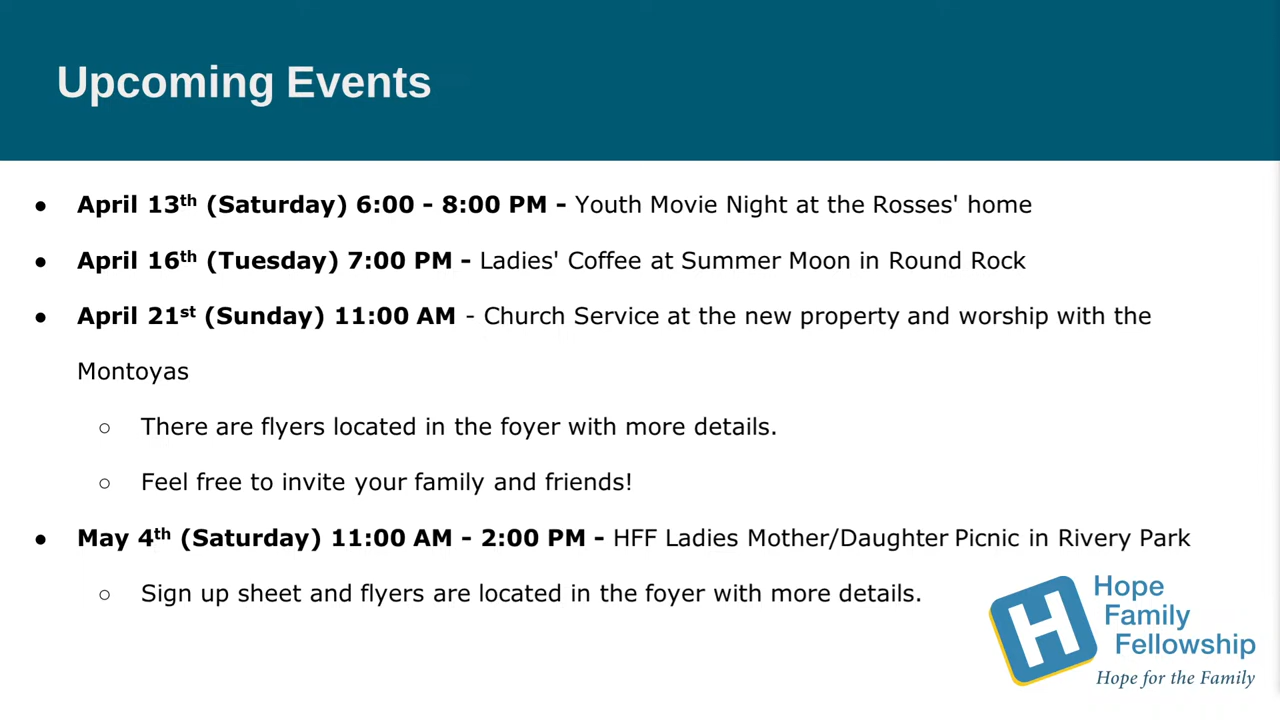 Upcoming Events
● April 13th (Saturday) 6:00 - 8:00 PM - Youth Movie Night at the Rosses' home
● April 16th (Tuesday) 7:00 PM - Ladies' Coffee at Summer Moon in Round Rock
● April 21st (Sunday) 11:00 AM - Church Service at the new property and worship with the
Montoyas
○ There are flyers located in the foyer with more details.
○ Feel free to invite your family and friends!
● May 4th (Saturday) 11:00 AM - 2:00 PM - HFF Ladies Mother/Daughter Picnic in Rivery Park
○ Sign up sheet and flyers are located in the foyer with more details.
H
Hope
Family
Fellowship
Hope for the Family